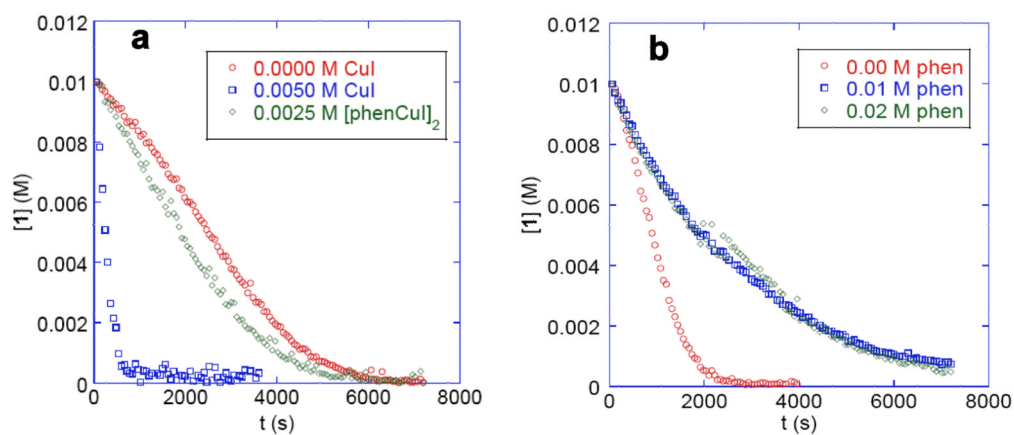 a
0.012
0.01
0.008
0.006
0.004
0.002
0
[1] (M)
0.0000 M CuI
0.0050 M CuI
0.0025 M [phenCuI]2
0 2000 4000 6000 8000
t (s)
b
0.012
0.01
0.008
0.006
0.004
0.002
0
[1] (M)
0.00 M phen
0.01 M phen
0.02 M phen
0 2000 4000 6000 8000
t (s)